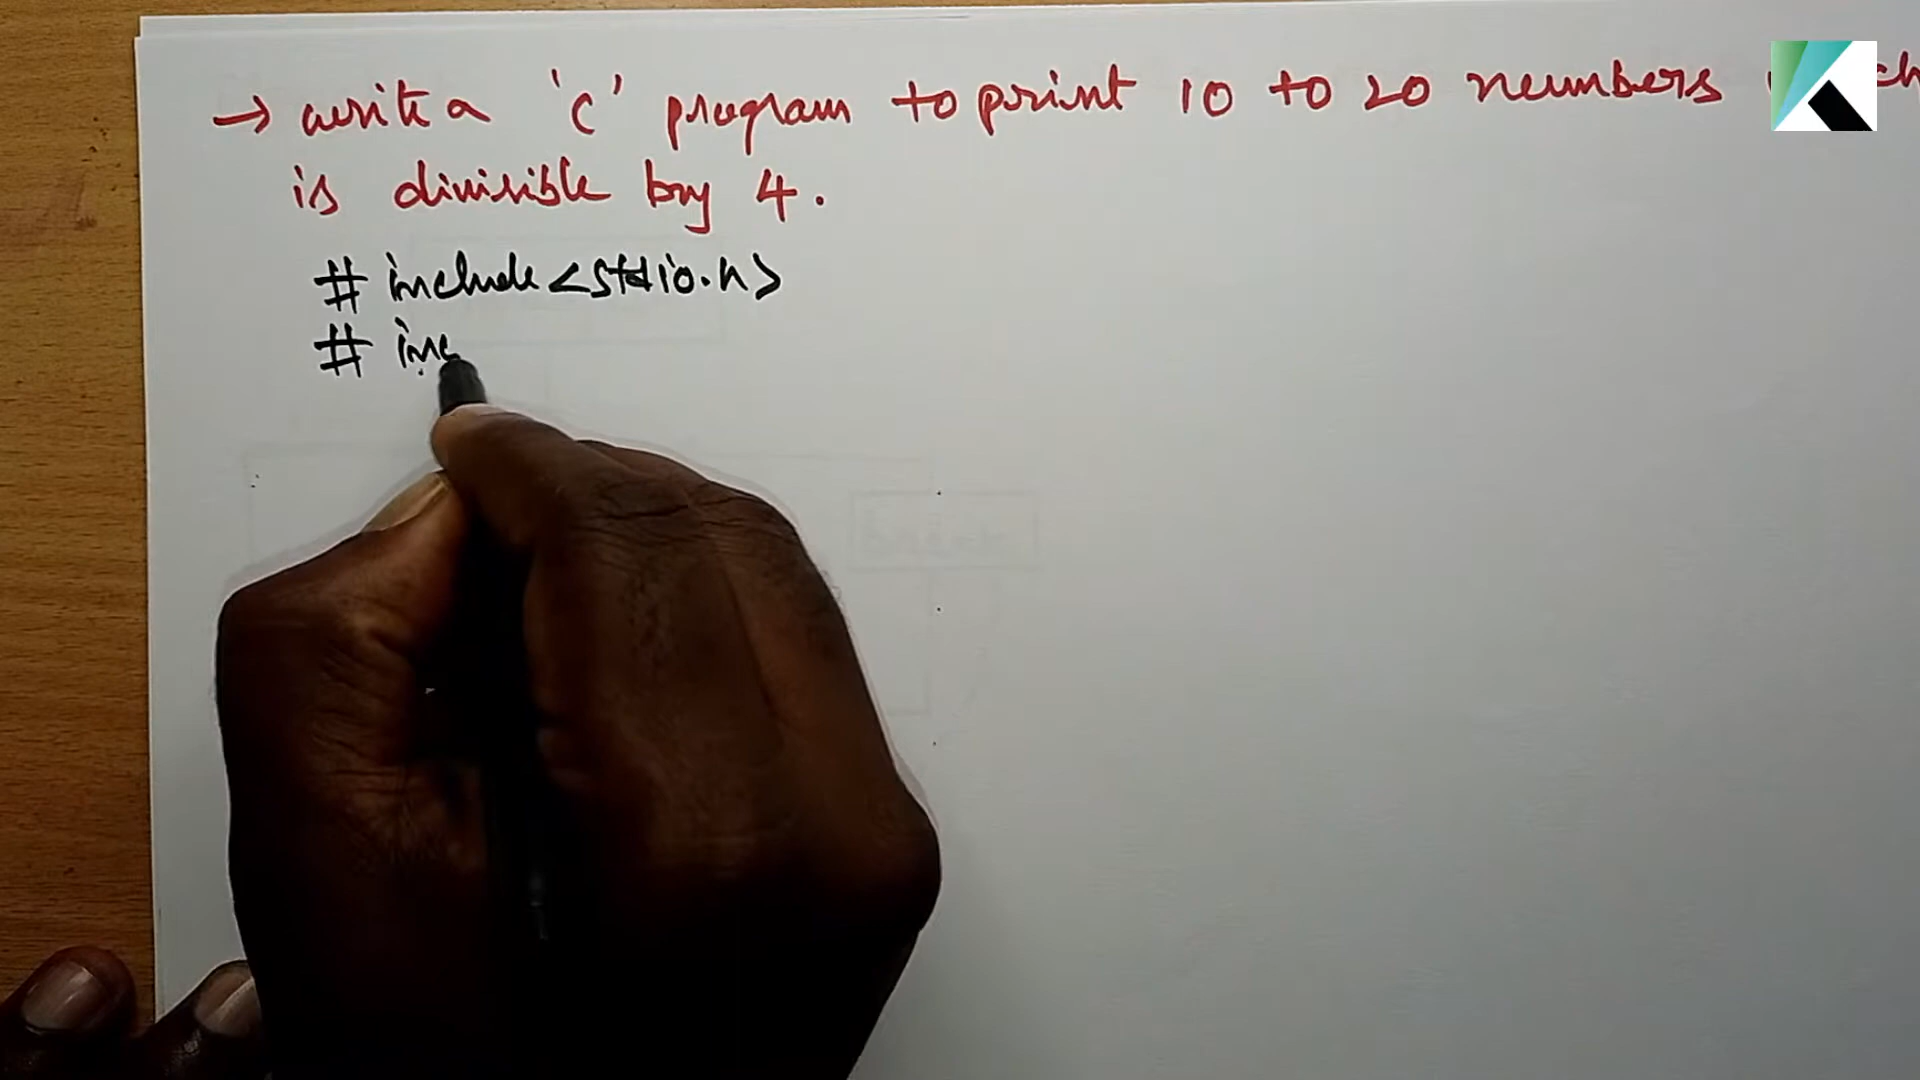 → write a 'c' program to print 10 to 20 numbers
is divisible by 4.
# include <stdio.h>
# inc